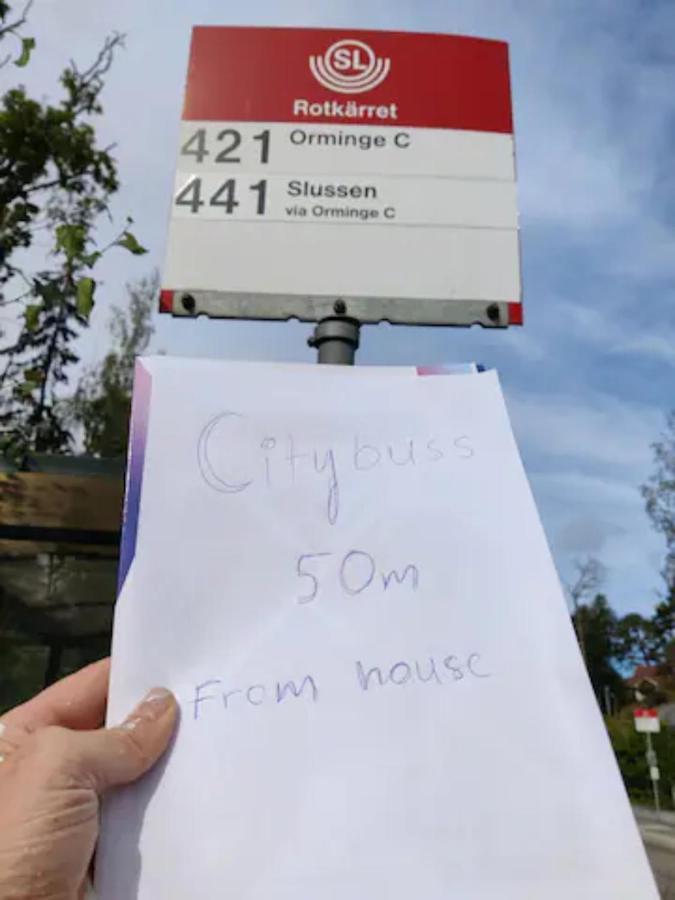 SL
Rotkärret
421 Orminge C
441 Slussen
via Orminge C
Citybuss
50m
From house